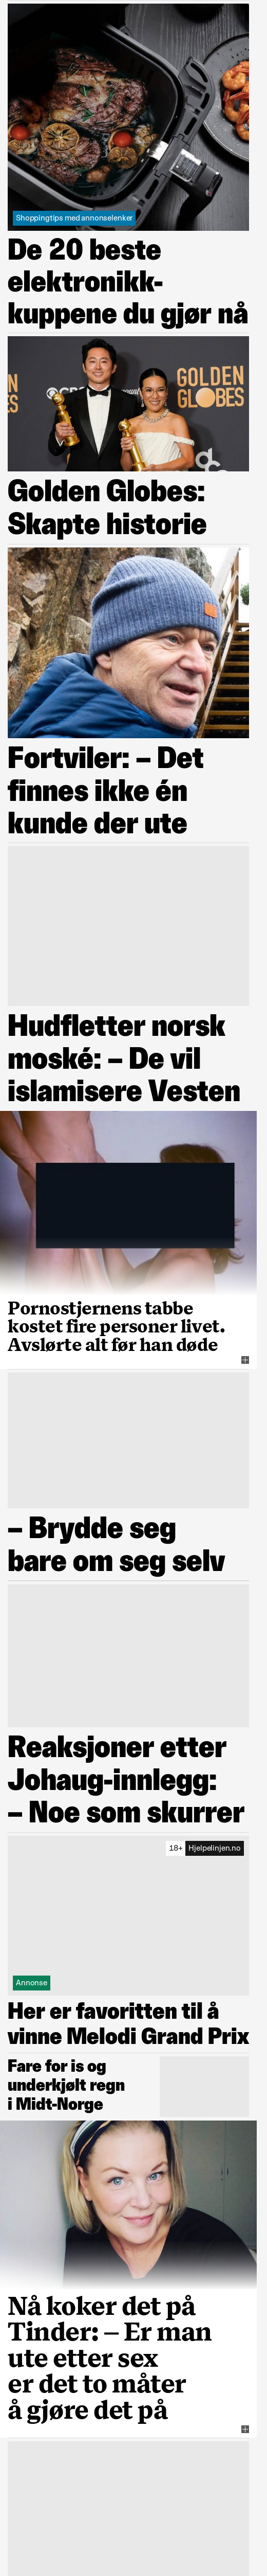 Shoppingtips med annonselenker
De 20 beste
elektronikk-
kuppene du gjør nå
GOLDEN
GLOBES
Golden Globes:
Skapte historie
Fortviler: – Det
finnes ikke én
kunde der ute
Hudfletter norsk
moské: – De vil
islamisere Vesten
Pornostjernens tabbe
kostet fire personer livet.
Avslørte alt før han døde
– Brydde seg
bare om seg selv
Reaksjoner etter
Johaug-innlegg:
– Noe som skurrer
18+ Hjelpelinjen.no
Annonse
Her er favoritten til å
vinne Melodi Grand Prix
Fare for is og
underkjølt regn
i Midt-Norge
Nå koker det på
Tinder: – Er man
ute etter sex
er det to måter
å gjøre det på